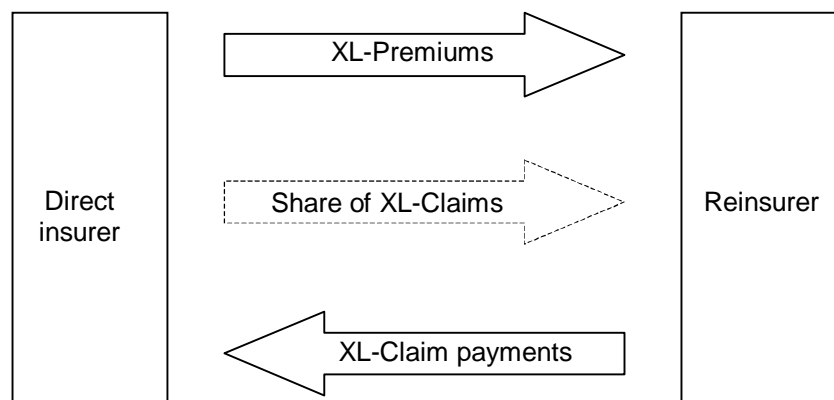 XL-Premiums
Direct
insurer
Share of XL-Claims
Reinsurer
XL-Claim payments